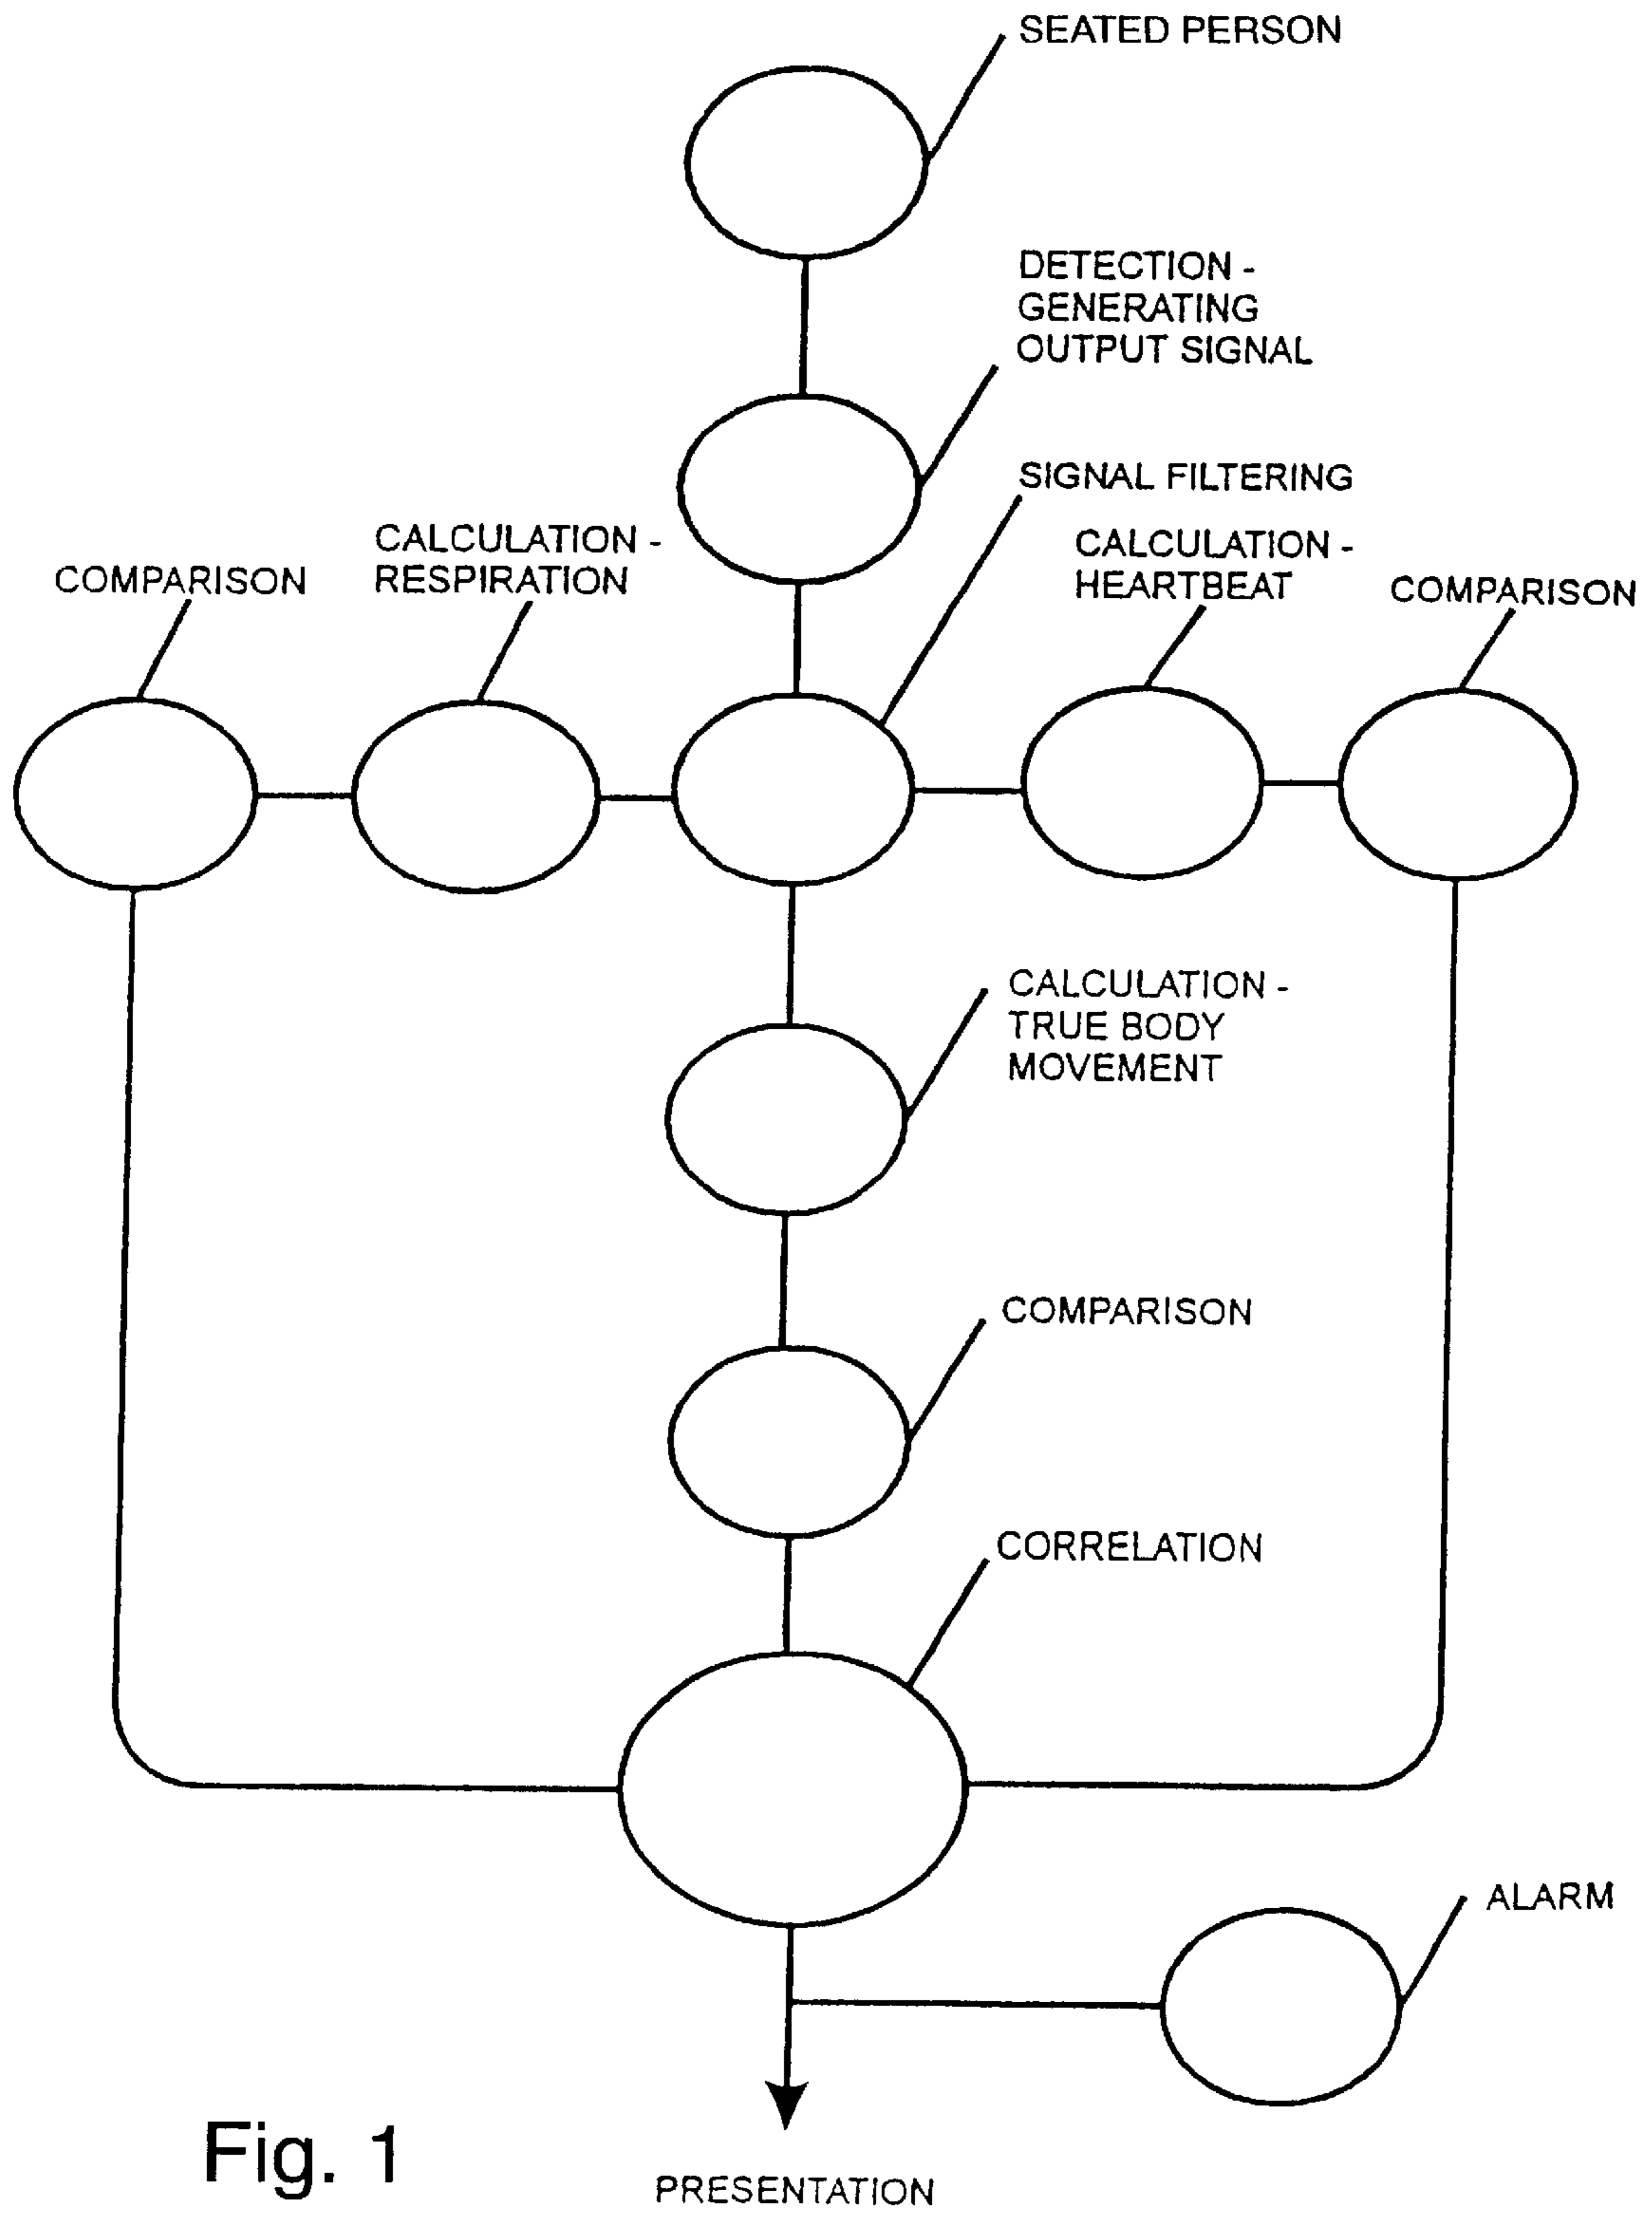 SEATED PERSON
DETECTION -
GENERATING
OUTPUT SIGNAL
SIGNAL FILTERING
CALCULATION -
RESPIRATION
COMPARISON
CALCULATION -
HEARTBEAT
COMPARISON
CALCULATION -
TRUE BODY
MOVEMENT
COMPARISON
CORRELATION
ALARM
PRESENTATION
Fig. 1